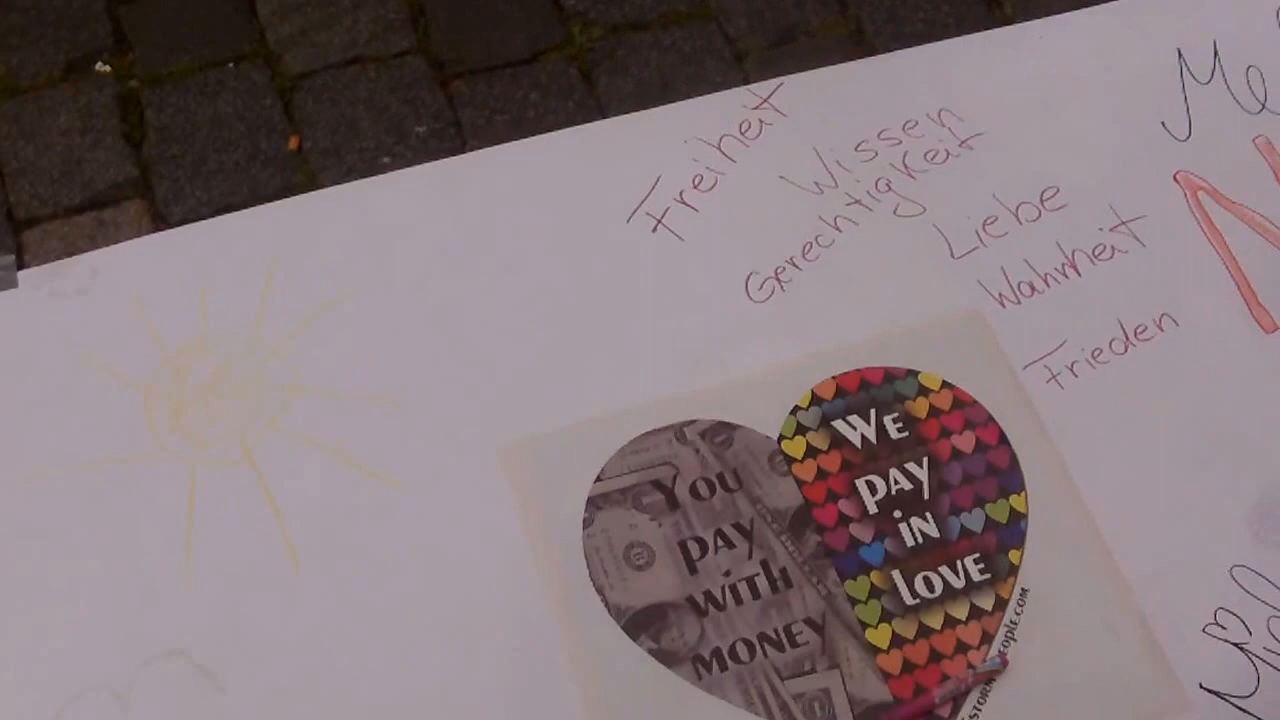 Freiheit
Wissen
Gerechtigkeit
Liebe
Wahrheit
Frieden
YOU
PAY
WITH
MONEY
WE
PAY
IN
LOVE